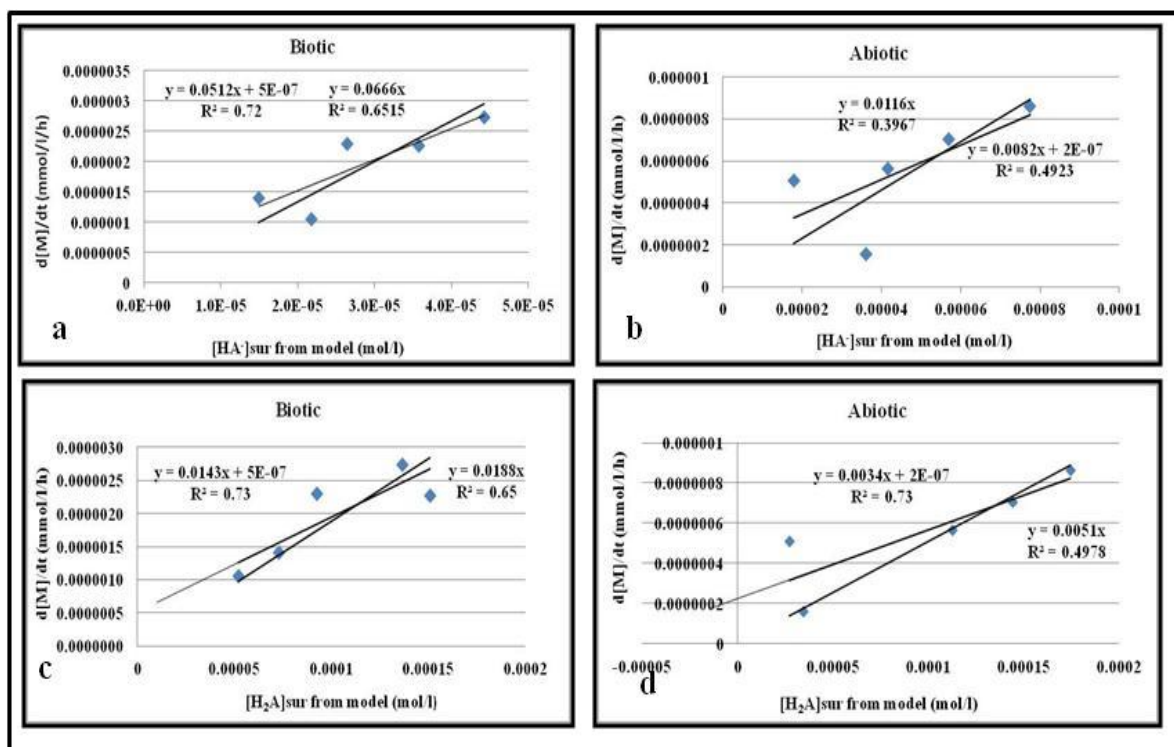 Biotic
0.0000035
0.000003
0.0000025
0.000002
0.0000015
0.000001
0.0000005
0
d[M]/dt (mmol/l/h)
y = 0.0512x + 5E-07
R² = 0.72
y = 0.0666x
R² = 0.6515
0.0E+00 1.0E-05 2.0E-05 3.0E-05 4.0E-05 5.0E-05
a
[HA⁻]sur from model (mol/l)
Abiotic
0.000001
0.0000008
0.0000006
0.0000004
0.0000002
0
d[M]/dt (mmol/l/h)
y = 0.0116x
R² = 0.3967
y = 0.0082x + 2E-07
R² = 0.4923
0 0.00002 0.00004 0.00006 0.00008 0.0001
b
[HA⁻]sur from model (mol/l)
Biotic
0.0000030
0.0000025
0.0000020
0.0000015
0.0000010
0.0000005
0.0000000
d[M]/dt (mmol/l/h)
y = 0.0143x + 5E-07
R² = 0.73
y = 0.0188x
R² = 0.65
0 0.00005 0.0001 0.00015 0.0002
c
[H₂A]sur from model (mol/l)
Abiotic
0.000001
0.0000008
0.0000006
0.0000004
0.0000002
0
d[M]/dt (mmol/l/h)
y = 0.0034x + 2E-07
R² = 0.73
y = 0.0051x
R² = 0.4978
-0.00005 0 0.00005 0.0001 0.00015 0.0002
d
[H₂A]sur from model (mol/l)